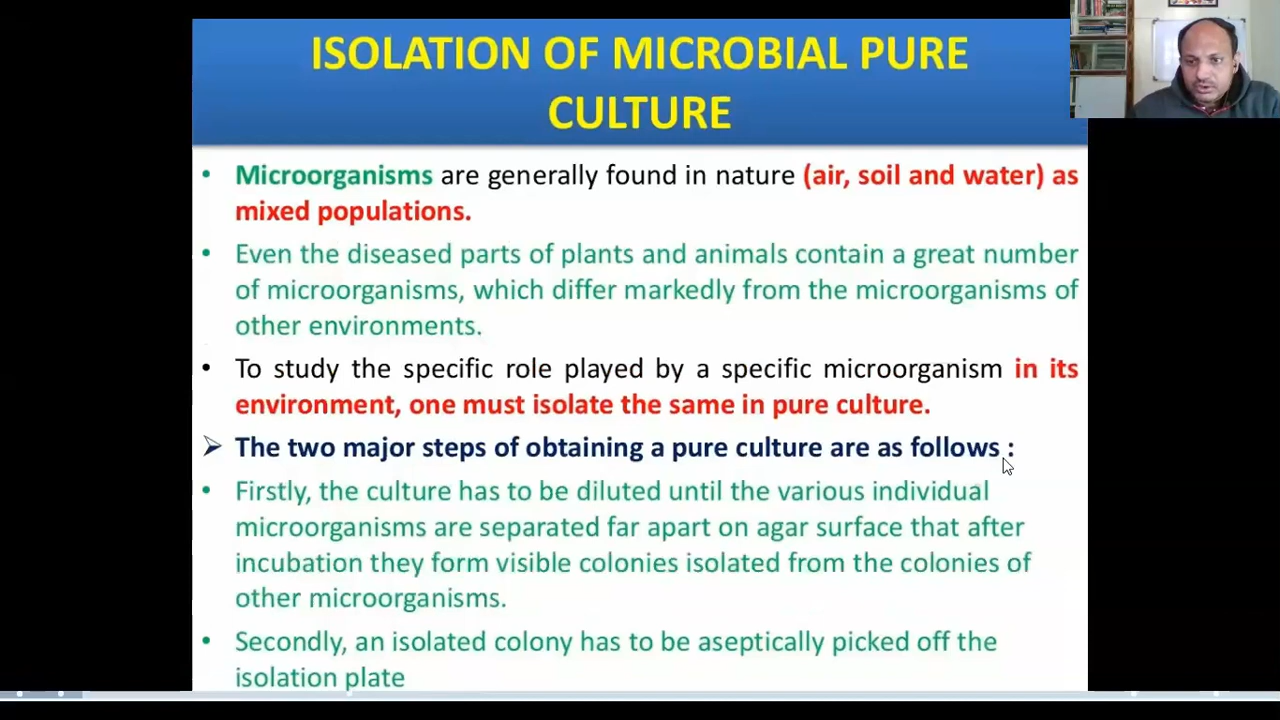 ISOLATION OF MICROBIAL PURE
CULTURE
• Microorganisms are generally found in nature (air, soil and water) as
mixed populations.
• Even the diseased parts of plants and animals contain a great number
of microorganisms, which differ markedly from the microorganisms of
other environments.
• To study the specific role played by a specific microorganism in its
environment, one must isolate the same in pure culture.
➢ The two major steps of obtaining a pure culture are as follows :
• Firstly, the culture has to be diluted until the various individual
microorganisms are separated far apart on agar surface that after
incubation they form visible colonies isolated from the colonies of
other microorganisms.
• Secondly, an isolated colony has to be aseptically picked off the
isolation plate